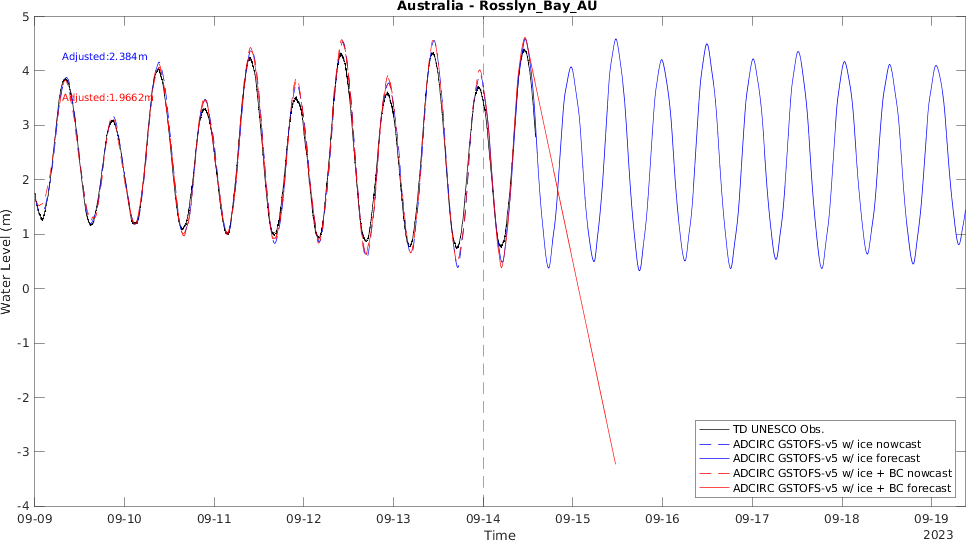 Australia - Rosslyn_Bay_AU
Adjusted:2.384m
Adjusted:1.9662m
Water Level (m)
5
4
3
2
1
0
-1
-2
-3
-4
TD UNESCO Obs.
ADCIRC GSTOFS-v5 w/ ice nowcast
ADCIRC GSTOFS-v5 w/ ice forecast
ADCIRC GSTOFS-v5 w/ ice + BC nowcast
ADCIRC GSTOFS-v5 w/ ice + BC forecast
09-09 09-10 09-11 09-12 09-13 09-14 09-15 09-16 09-17 09-18 09-19
Time
2023